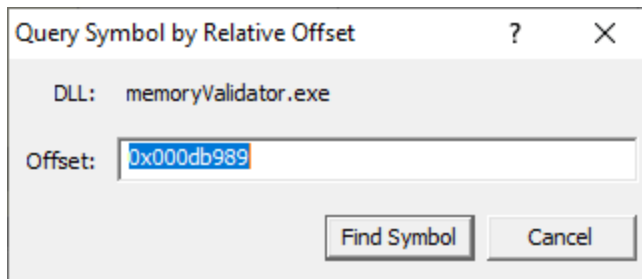 Query Symbol by Relative Offset ?
DLL: memoryValidator.exe
Offset: 0x000db989
Find Symbol Cancel